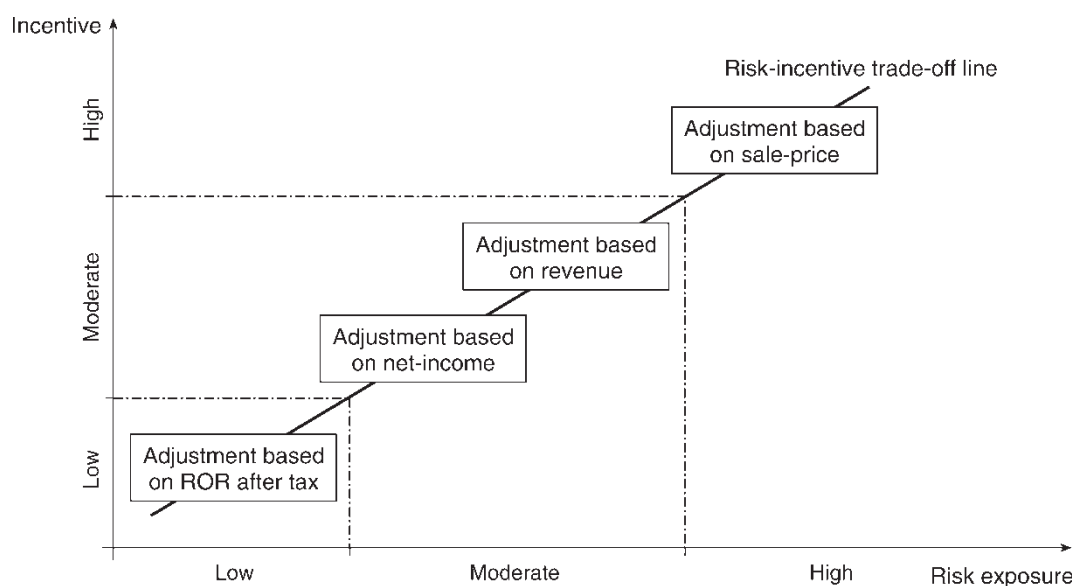 Incentive
Risk-incentive trade-off line
High
Adjustment based
on sale-price
Moderate
Adjustment based
on revenue
Adjustment based
on net-income
Low
Adjustment based
on ROR after tax
Low
Moderate
High
Risk exposure